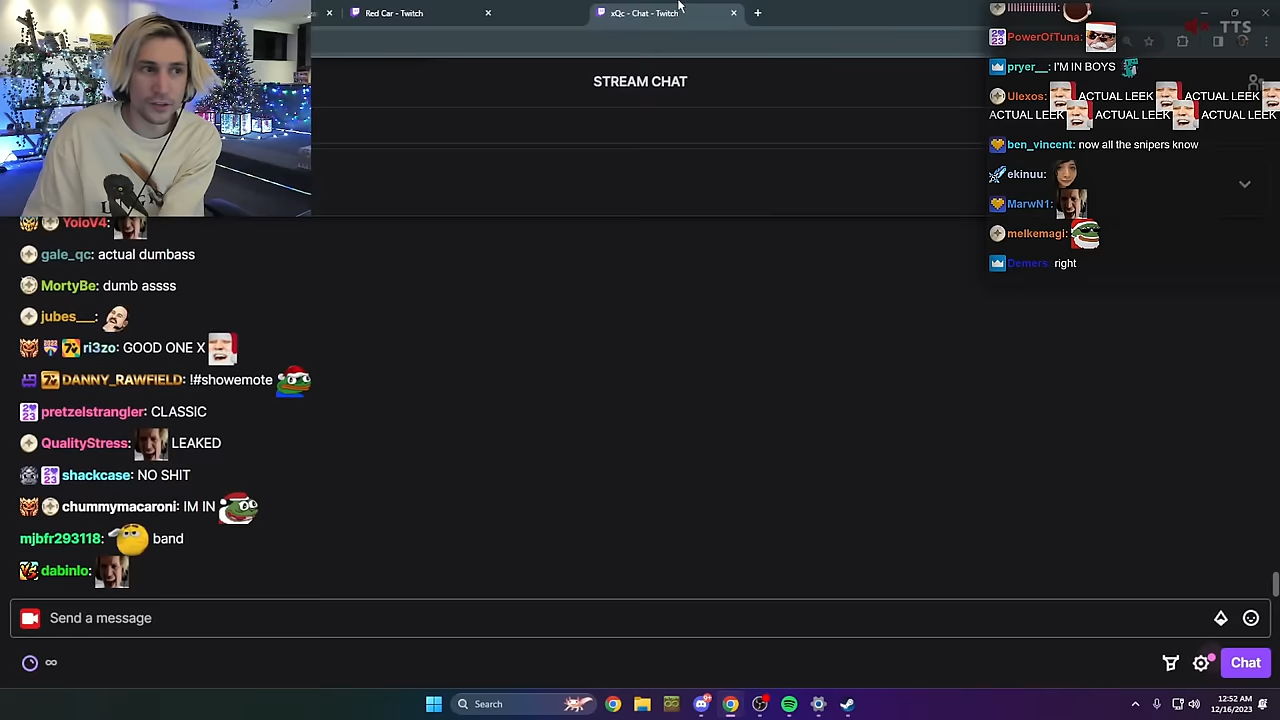 Red Car - Twitch
xQc - Chat - Twitch
STREAM CHAT
YoloV4:
gale_qc: actual dumbass
MortyBe: dumb assss
jubes___:
ri3zo: GOOD ONE X
DANNY_RAWFIELD: !#showemote
pretzelstrangler: CLASSIC
QualityStress: LEAKED
shackcase: NO SHIT
chummymacaroni: IM IN
mjbfr293118: band
dabinlo:
Send a message
Chat
TTS
PowerOfTuna:
pryer__: I'M IN BOYS
Ulexos: ACTUAL LEEK ACTUAL LEEK
ACTUAL LEEK ACTUAL LEEK ACTUAL LEEK
ben_vincent: now all the snipers know
ekinuu:
MarwN1:
melkemagi:
Demers: right
Search
12:52 AM
12/16/2023